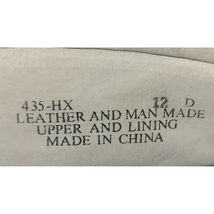 435-HX 12 D
LEATHER AND MAN MADE
UPPER AND LINING
MADE IN CHINA